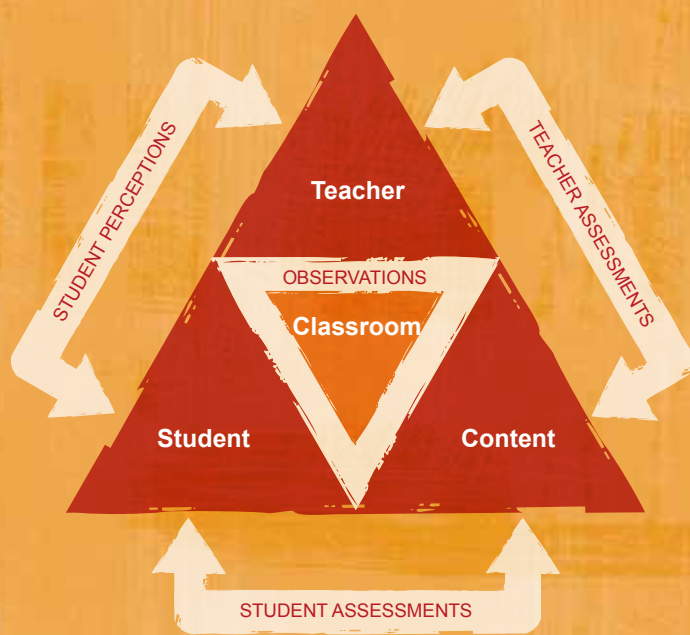 STUDENT PERCEPTIONS
TEACHER ASSESSMENTS
Teacher
OBSERVATIONS
Classroom
Student
Content
STUDENT ASSESSMENTS